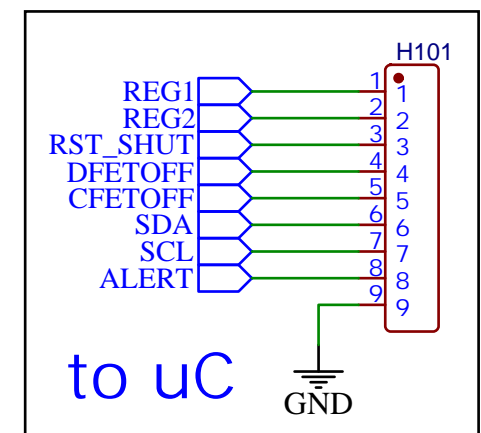 H101
REG1 1 1
REG2 2 2
RST_SHUT 3 3
DFETOFF 4 4
CFETOFF 5 5
SDA 6 6
SCL 7 7
ALERT 8 8
9 9
to uC
GND